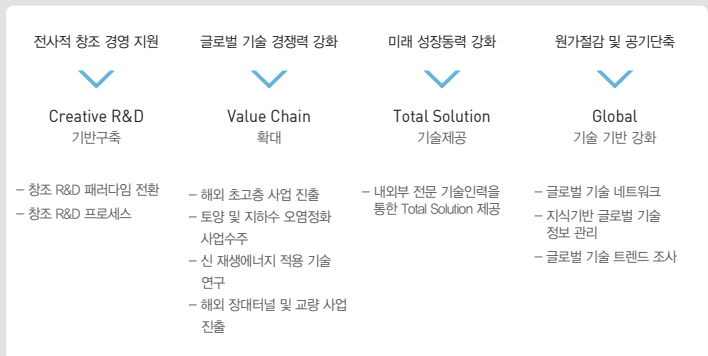 전사적 창조 경영 지원
Creative R&D
기반구축
– 창조 R&D 패러다임 전환
– 창조 R&D 프로세스
글로벌 기술 경쟁력 강화
Value Chain
확대
– 해외 초고층 사업 진출
– 토양 및 지하수 오염정화
사업수주
– 신 재생에너지 적용 기술
연구
– 해외 장대터널 및 교량 사업
진출
미래 성장동력 강화
Total Solution
기술제공
– 내외부 전문 기술인력을
통한 Total Solution 제공
원가절감 및 공기단축
Global
기술 기반 강화
– 글로벌 기술 네트워크
– 지식기반 글로벌 기술
정보 관리
– 글로벌 기술 트렌드 조사